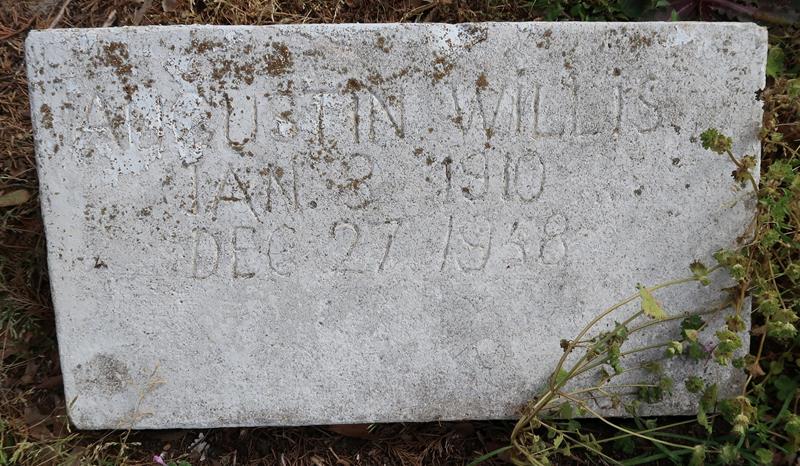 AUGUSTIN WILLIS
JAN. 3 1910
DEC 27 1938